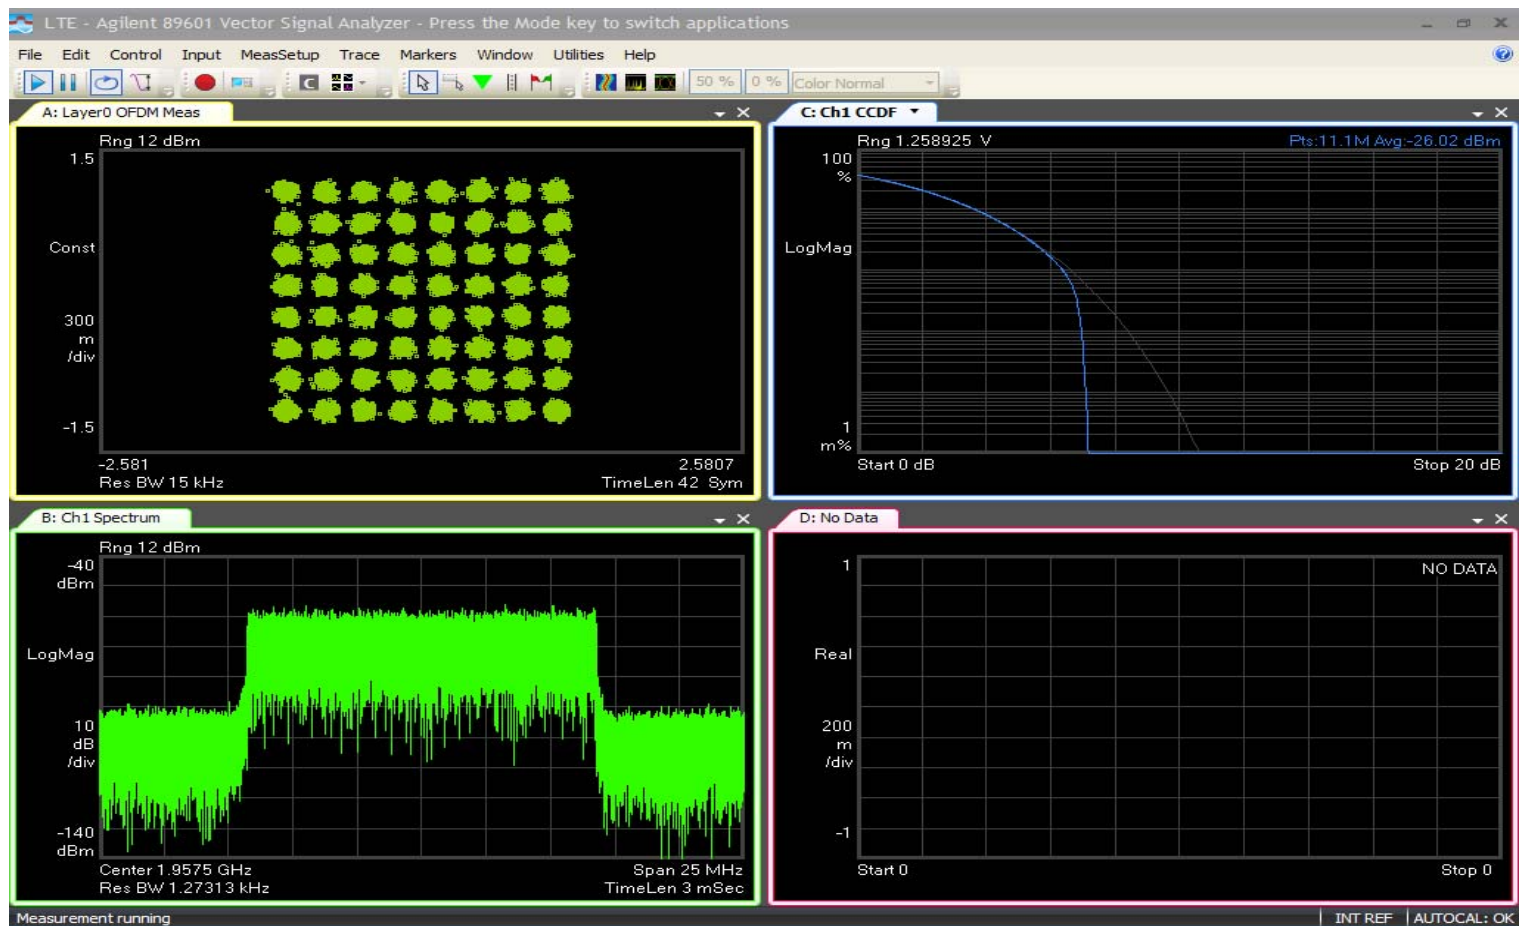 LTE - Agilent 89601 Vector Signal Analyzer - Press the Mode key to switch applications
File Edit Control Input MeasSetup Trace Markers Window Utilities Help
50 % 0 % Color Normal
A: Layer0 OFDM Meas
Rng 12 dBm
1.5
Const
300
m
/div
-1.5
-2.581 2.5807
Res BW 15 kHz TimeLen 42 Sym
C: Ch1 CCDF
Rng 1.258925 V Pts:11.1M Avg:-26.02 dBm
100
%
LogMag
1
m%
Start 0 dB Stop 20 dB
B: Ch1 Spectrum
Rng 12 dBm
-40
dBm
LogMag
10
dB
/div
-140
dBm
Center 1.9575 GHz Span 25 MHz
Res BW 1.27313 kHz TimeLen 3 mSec
D: No Data
1 NO DATA
Real
200
m
/div
-1
Start 0 Stop 0
Measurement running INT REF AUTOCAL: OK